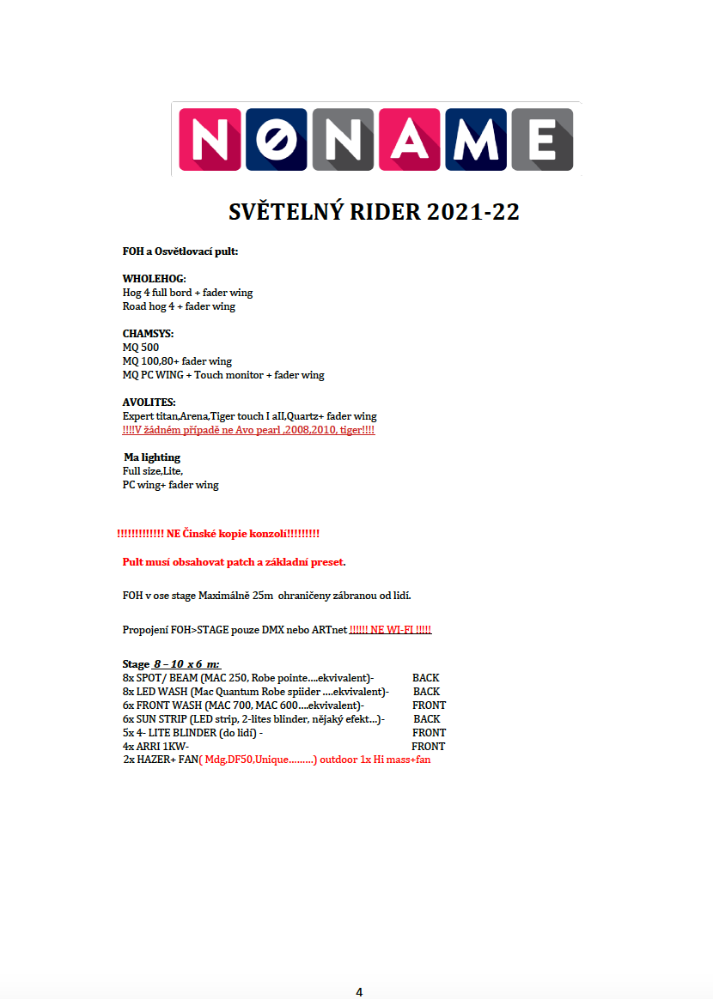 NØNAME
SVĚTELNÝ RIDER 2021-22
FOH a Osvětlovací pult:
WHOLEHOG:
Hog 4 full bord + fader wing
Road hog 4 + fader wing
CHAMSYS:
MQ 500
MQ 100,80+ fader wing
MQ PC WING + Touch monitor + fader wing
AVOLITES:
Expert titan,Arena,Tiger touch I aII,Quartz+ fader wing
!!!!V žádném případě ne Avo pearl ,2008,2010, tiger!!!!
Ma lighting
Full size,Lite,
PC wing+ fader wing
!!!!!!!!!!!!! NE Činské kopie konzolí!!!!!!!!!
Pult musí obsahovat patch a základní preset.
FOH v ose stage Maximálně 25m  ohraničeny zábranou od lidí.
Propojení FOH>STAGE pouze DMX nebo ARTnet !!!!!! NE WI-FI !!!!!
Stage 8 – 10 x 6 m:
8x SPOT/ BEAM (MAC 250, Robe pointe….ekvivalent)- BACK
8x LED WASH (Mac Quantum Robe spiider ….ekvivalent)- BACK
6x FRONT WASH (MAC 700, MAC 600….ekvivalent)- FRONT
6x SUN STRIP (LED strip, 2-lites blinder, nějaký efekt…)- BACK
5x 4- LITE BLINDER (do lidí) - FRONT
4x ARRI 1KW- FRONT
2x HAZER+ FAN( Mdg,DF50,Unique………) outdoor 1x Hi mass+fan
4